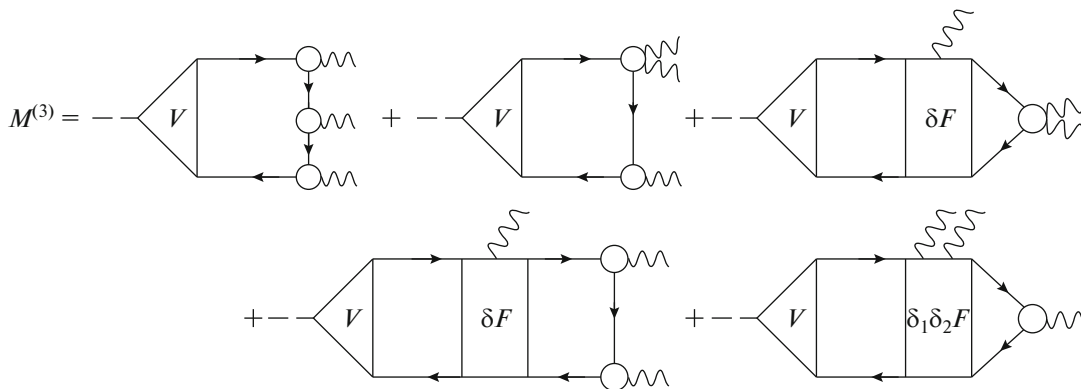 M(3) = V + V + V δF
+ V δF + V δ1δ2F